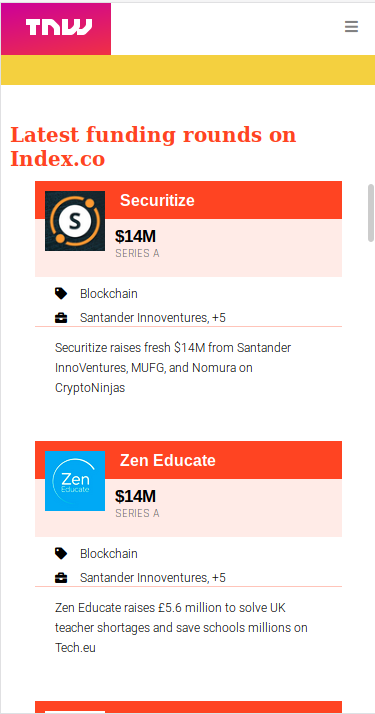 TNW
Latest funding rounds on
Index.co
S
Securitize
$14M
SERIES A
Blockchain
Santander Innoventures, +5
Securitize raises fresh $14M from Santander
InnoVentures, MUFG, and Nomura on
CryptoNinjas
Zen
Educate
Zen Educate
$14M
SERIES A
Blockchain
Santander Innoventures, +5
Zen Educate raises £5.6 million to solve UK
teacher shortages and save schools millions on
Tech.eu